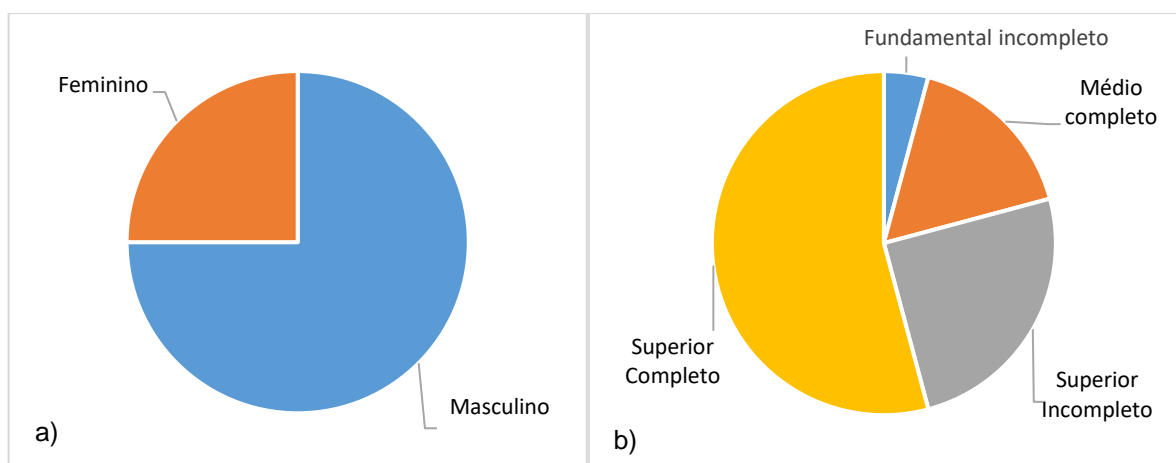 Feminino
Masculino
a)
Fundamental incompleto
Médio
completo
Superior
Completo
Superior
Incompleto
b)